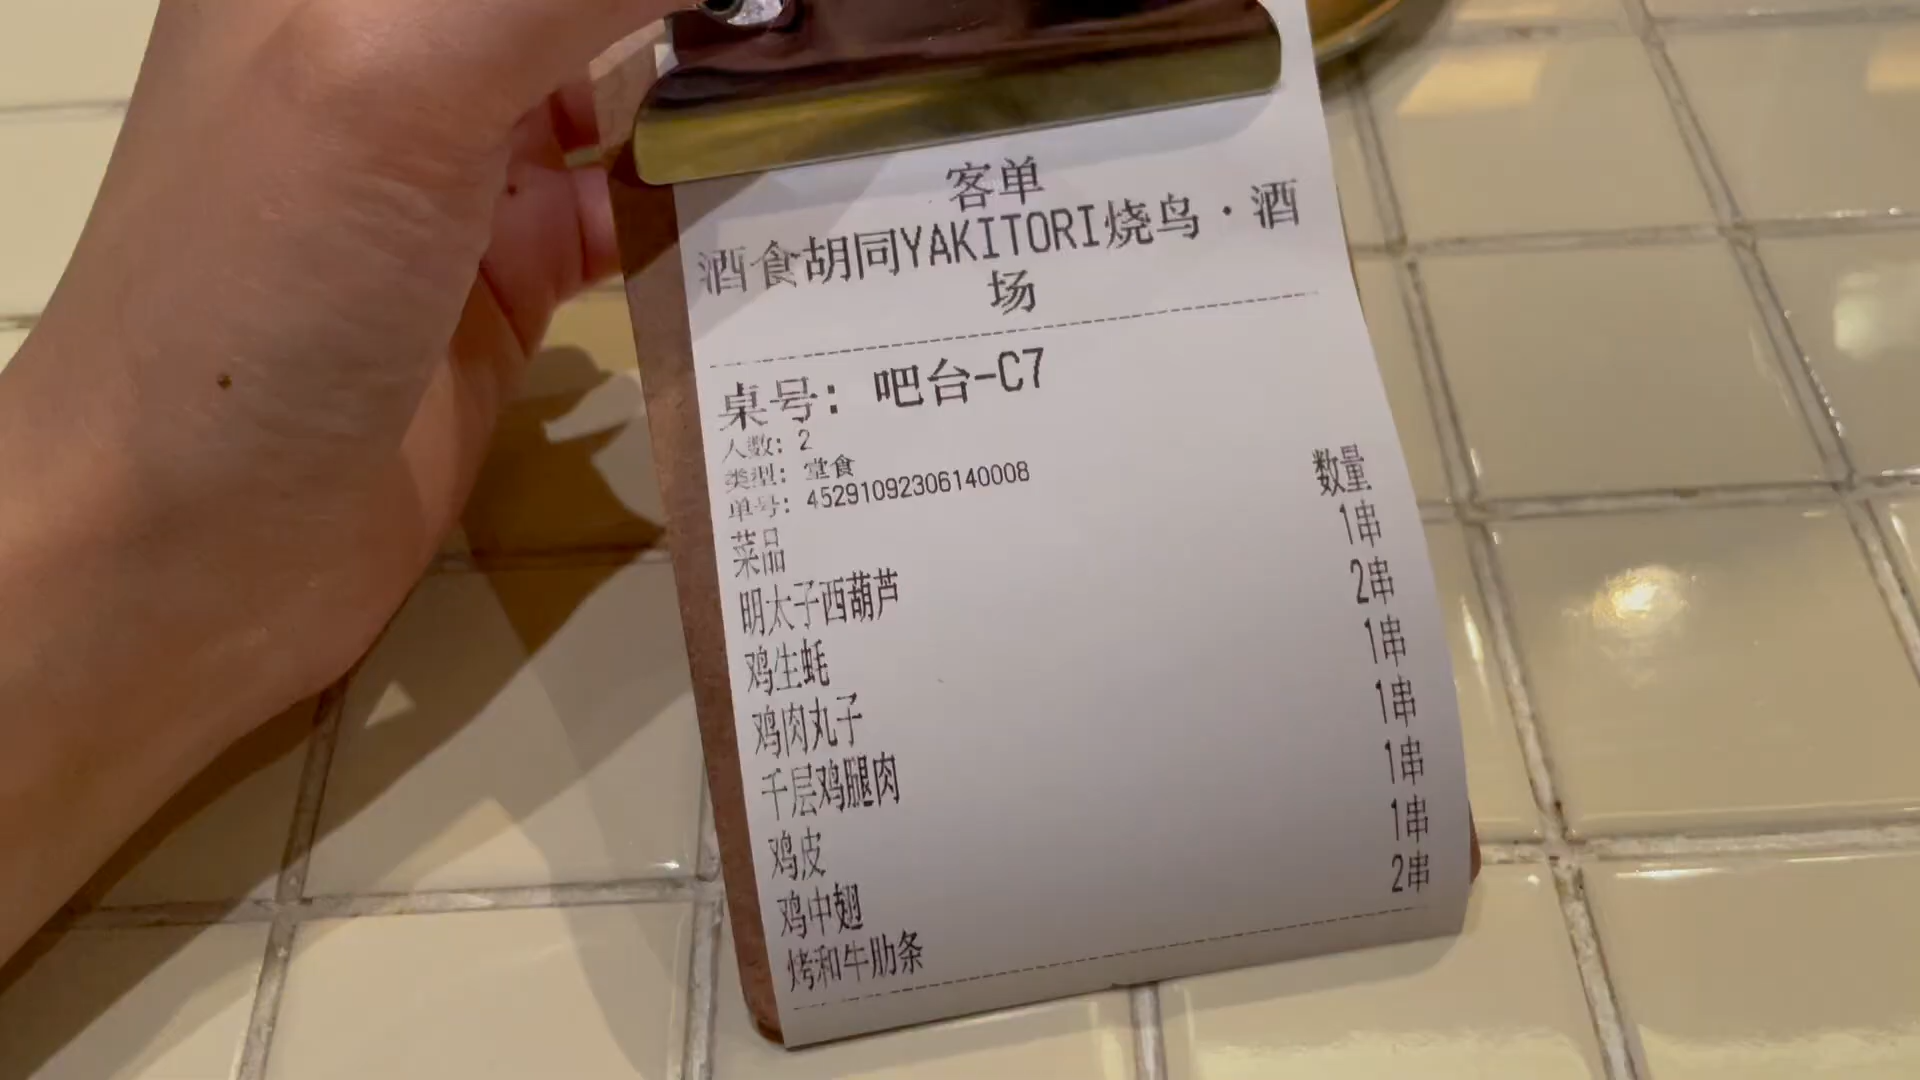 客单
酒食胡同YAKITORI烧鸟·酒
场
桌号: 吧台-C7
人数: 2
类型: 堂食
单号: 45291092306140008
菜品 数量
明太子西葫芦 1串
鸡生蚝 2串
鸡肉丸子 1串
千层鸡腿肉 1串
鸡皮 1串
鸡中翅 1串
烤和牛肋条 2串